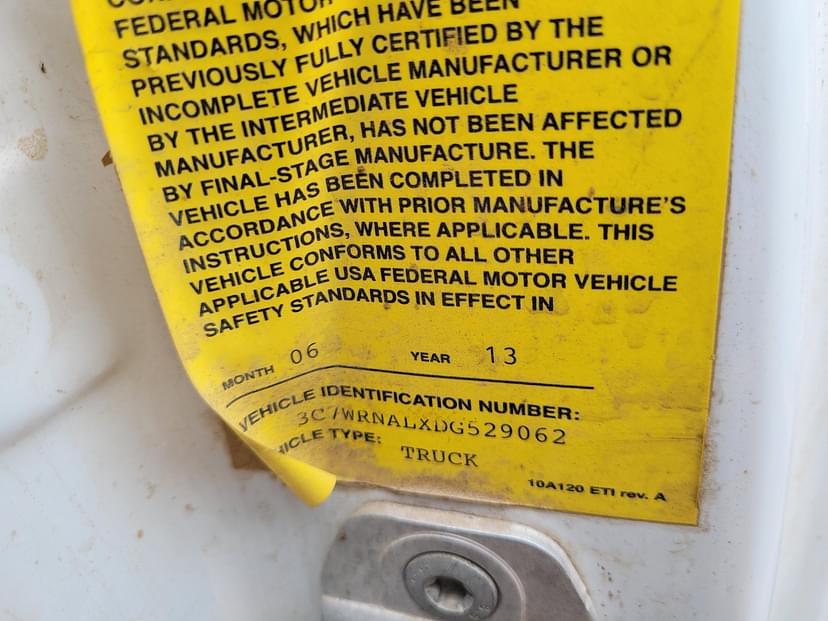 FEDERAL MOTOR
STANDARDS, WHICH HAVE BEEN
PREVIOUSLY FULLY CERTIFIED BY THE
INCOMPLETE VEHICLE MANUFACTURER OR
BY THE INTERMEDIATE VEHICLE
MANUFACTURER, HAS NOT BEEN AFFECTED
BY FINAL-STAGE MANUFACTURE. THE
VEHICLE HAS BEEN COMPLETED IN
ACCORDANCE WITH PRIOR MANUFACTURE'S
INSTRUCTIONS, WHERE APPLICABLE. THIS
VEHICLE CONFORMS TO ALL OTHER
APPLICABLE USA FEDERAL MOTOR VEHICLE
SAFETY STANDARDS IN EFFECT IN
MONTH 06 YEAR 13
VEHICLE IDENTIFICATION NUMBER:
3C7WRNALXDG529062
HICLE TYPE: TRUCK
10A120 ETI rev. A